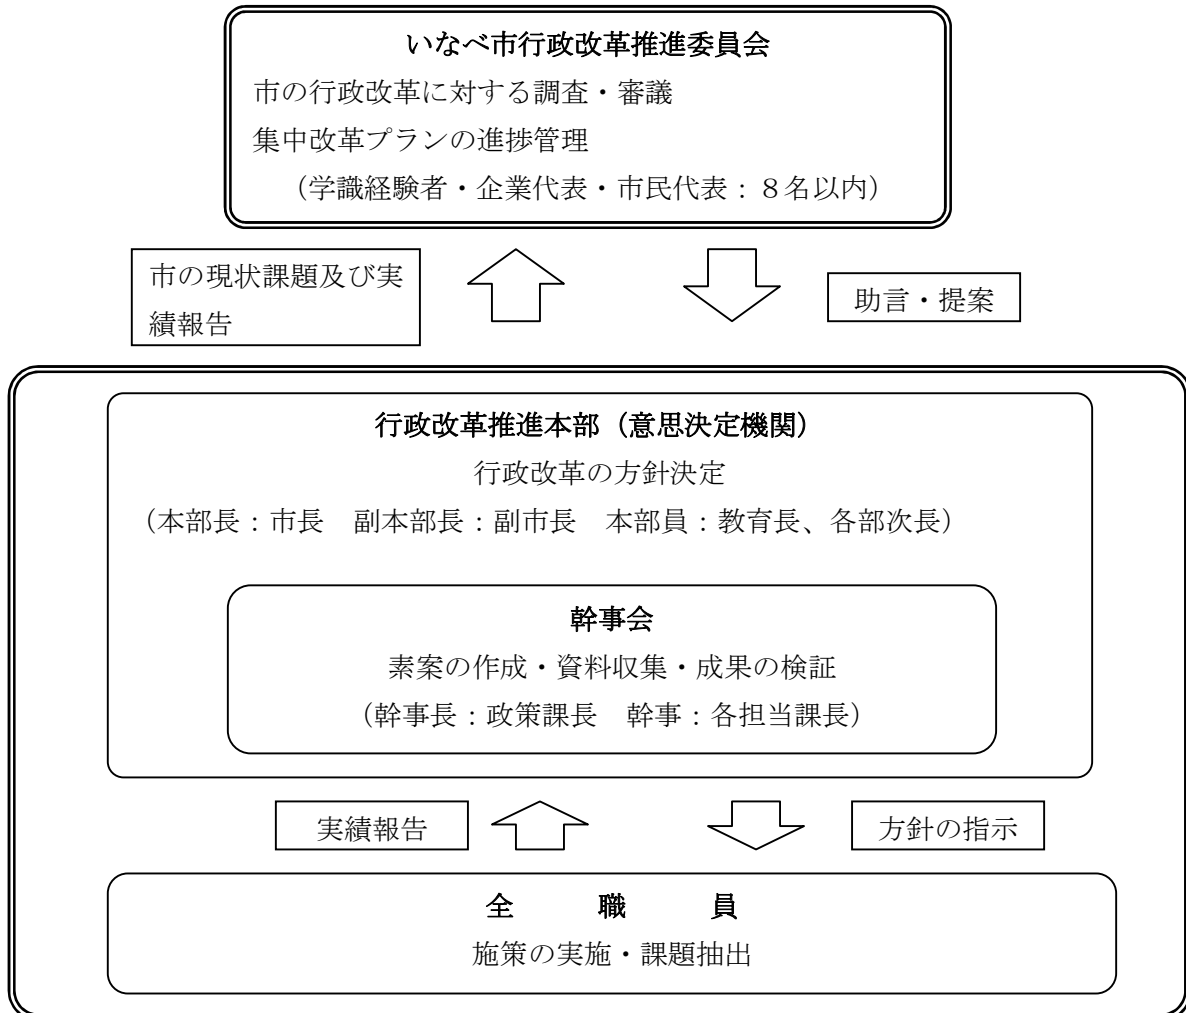 いなべ市行政改革推進委員会
市の行政改革に対する調査・審議
集中改革プランの進捗管理
（学識経験者・企業代表・市民代表：８名以内）
市の現状課題及び実
績報告
助言・提案
行政改革推進本部（意思決定機関）
行政改革の方針決定
（本部長：市長　副本部長：副市長　本部員：教育長、各部次長）
幹事会
素案の作成・資料収集・成果の検証
（幹事長：政策課長　幹事：各担当課長）
実績報告
方針の指示
全　職　員
施策の実施・課題抽出